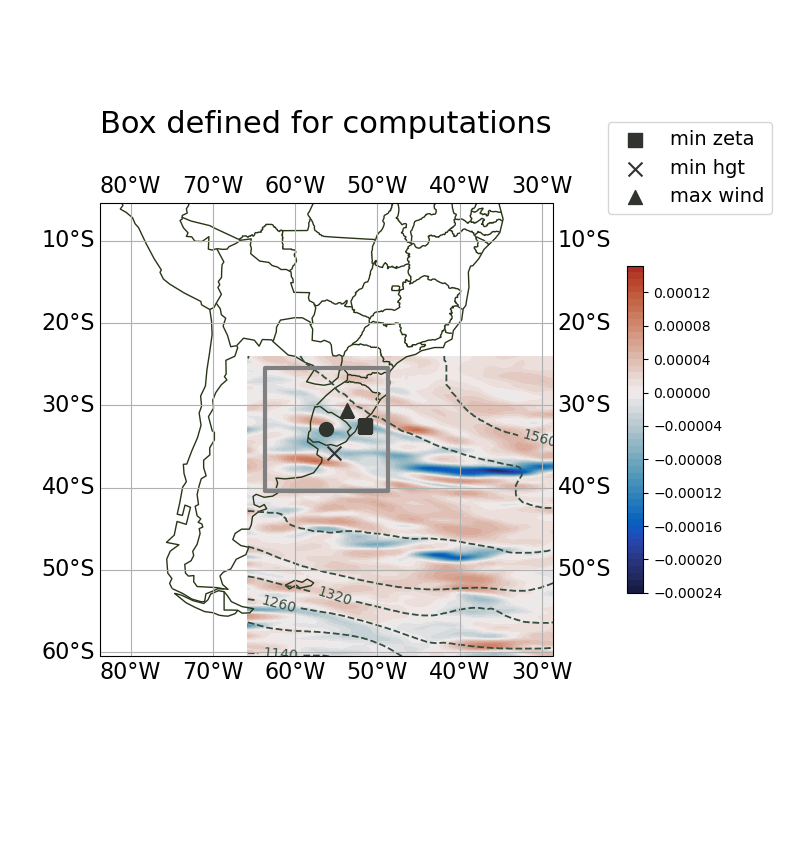 Box defined for computations
min zeta
min hgt
max wind
80°W 70°W 60°W 50°W 40°W 30°W
10°S 10°S
20°S 20°S
30°S 30°S
40°S 40°S
50°S 50°S
60°S
80°W 70°W 60°W 50°W 40°W 30°W
1560
1320
1260
1140
0.00012
0.00008
0.00004
0.00000
−0.00004
−0.00008
−0.00012
−0.00016
−0.00020
−0.00024